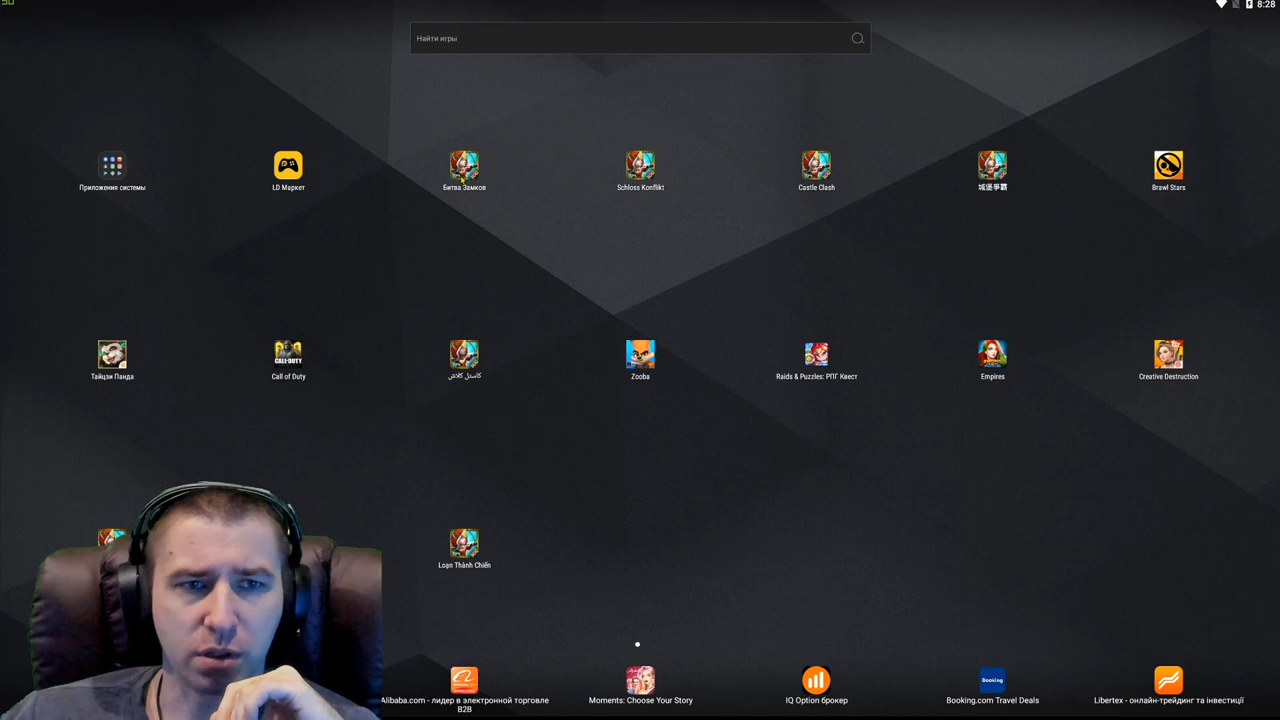 50
8:28
Найти игры
Приложения системы
LD Маркет
Битва Замков
Schloss Konflikt
Castle Clash
城堡爭霸
Brawl Stars
Тайцзи Панда
CALL·DUTY
Call of Duty
كاستل كلاش
Zooba
Raids & Puzzles: РПГ Квест
Empires
Creative Destruction
Loạn Thành Chiến
Booking
Alibaba.com - лидер в электронной торговле
B2B
Moments: Choose Your Story
IQ Option брокер
Booking.com Travel Deals
Libertex - онлайн-трейдинг та інвестиції